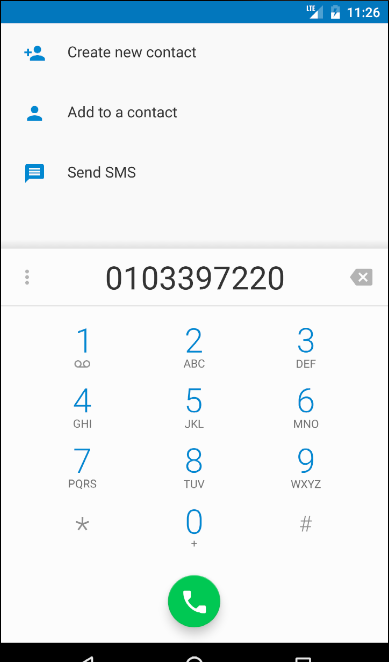 LTE 11:26
Create new contact
Add to a contact
Send SMS
0103397220
1 2 3
ABC DEF
4 5 6
GHI JKL MNO
7 8 9
PQRS TUV WXYZ
* 0 #
+